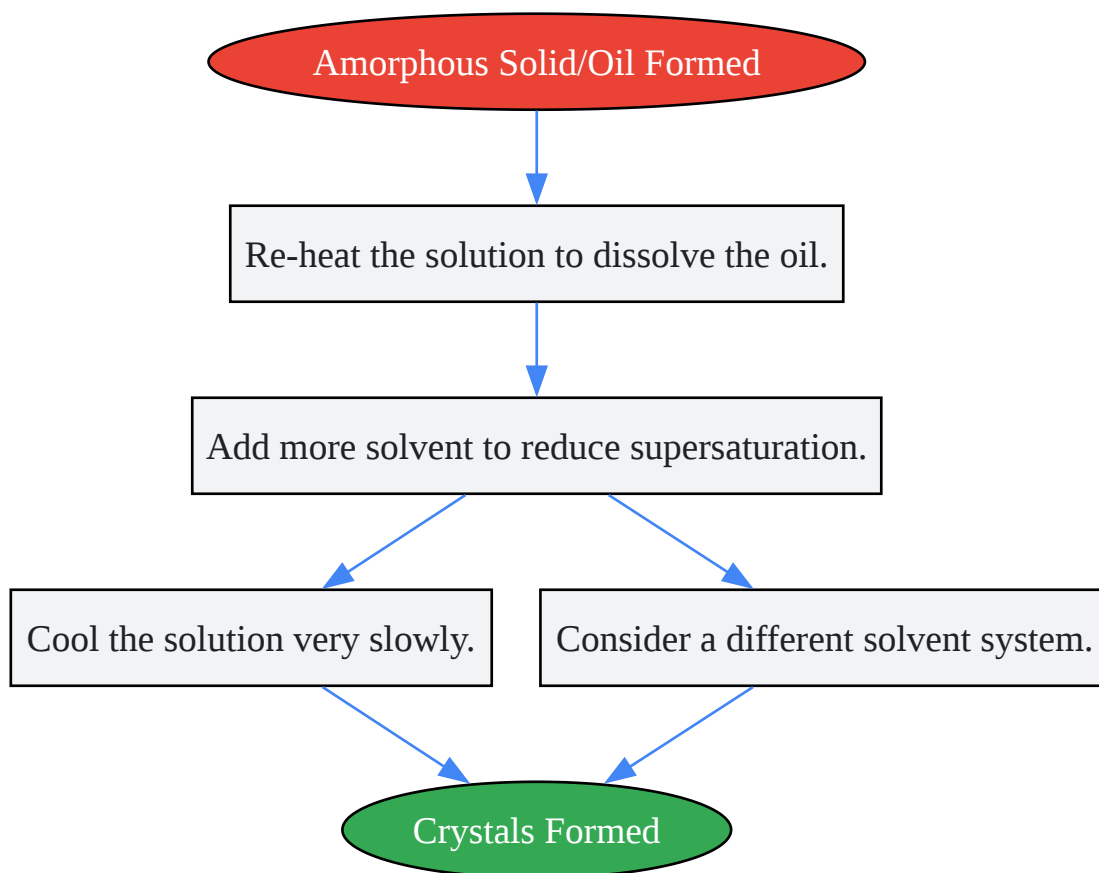 Amorphous Solid/Oil Formed
Re-heat the solution to dissolve the oil.
Add more solvent to reduce supersaturation.
Cool the solution very slowly.
Consider a different solvent system.
Crystals Formed